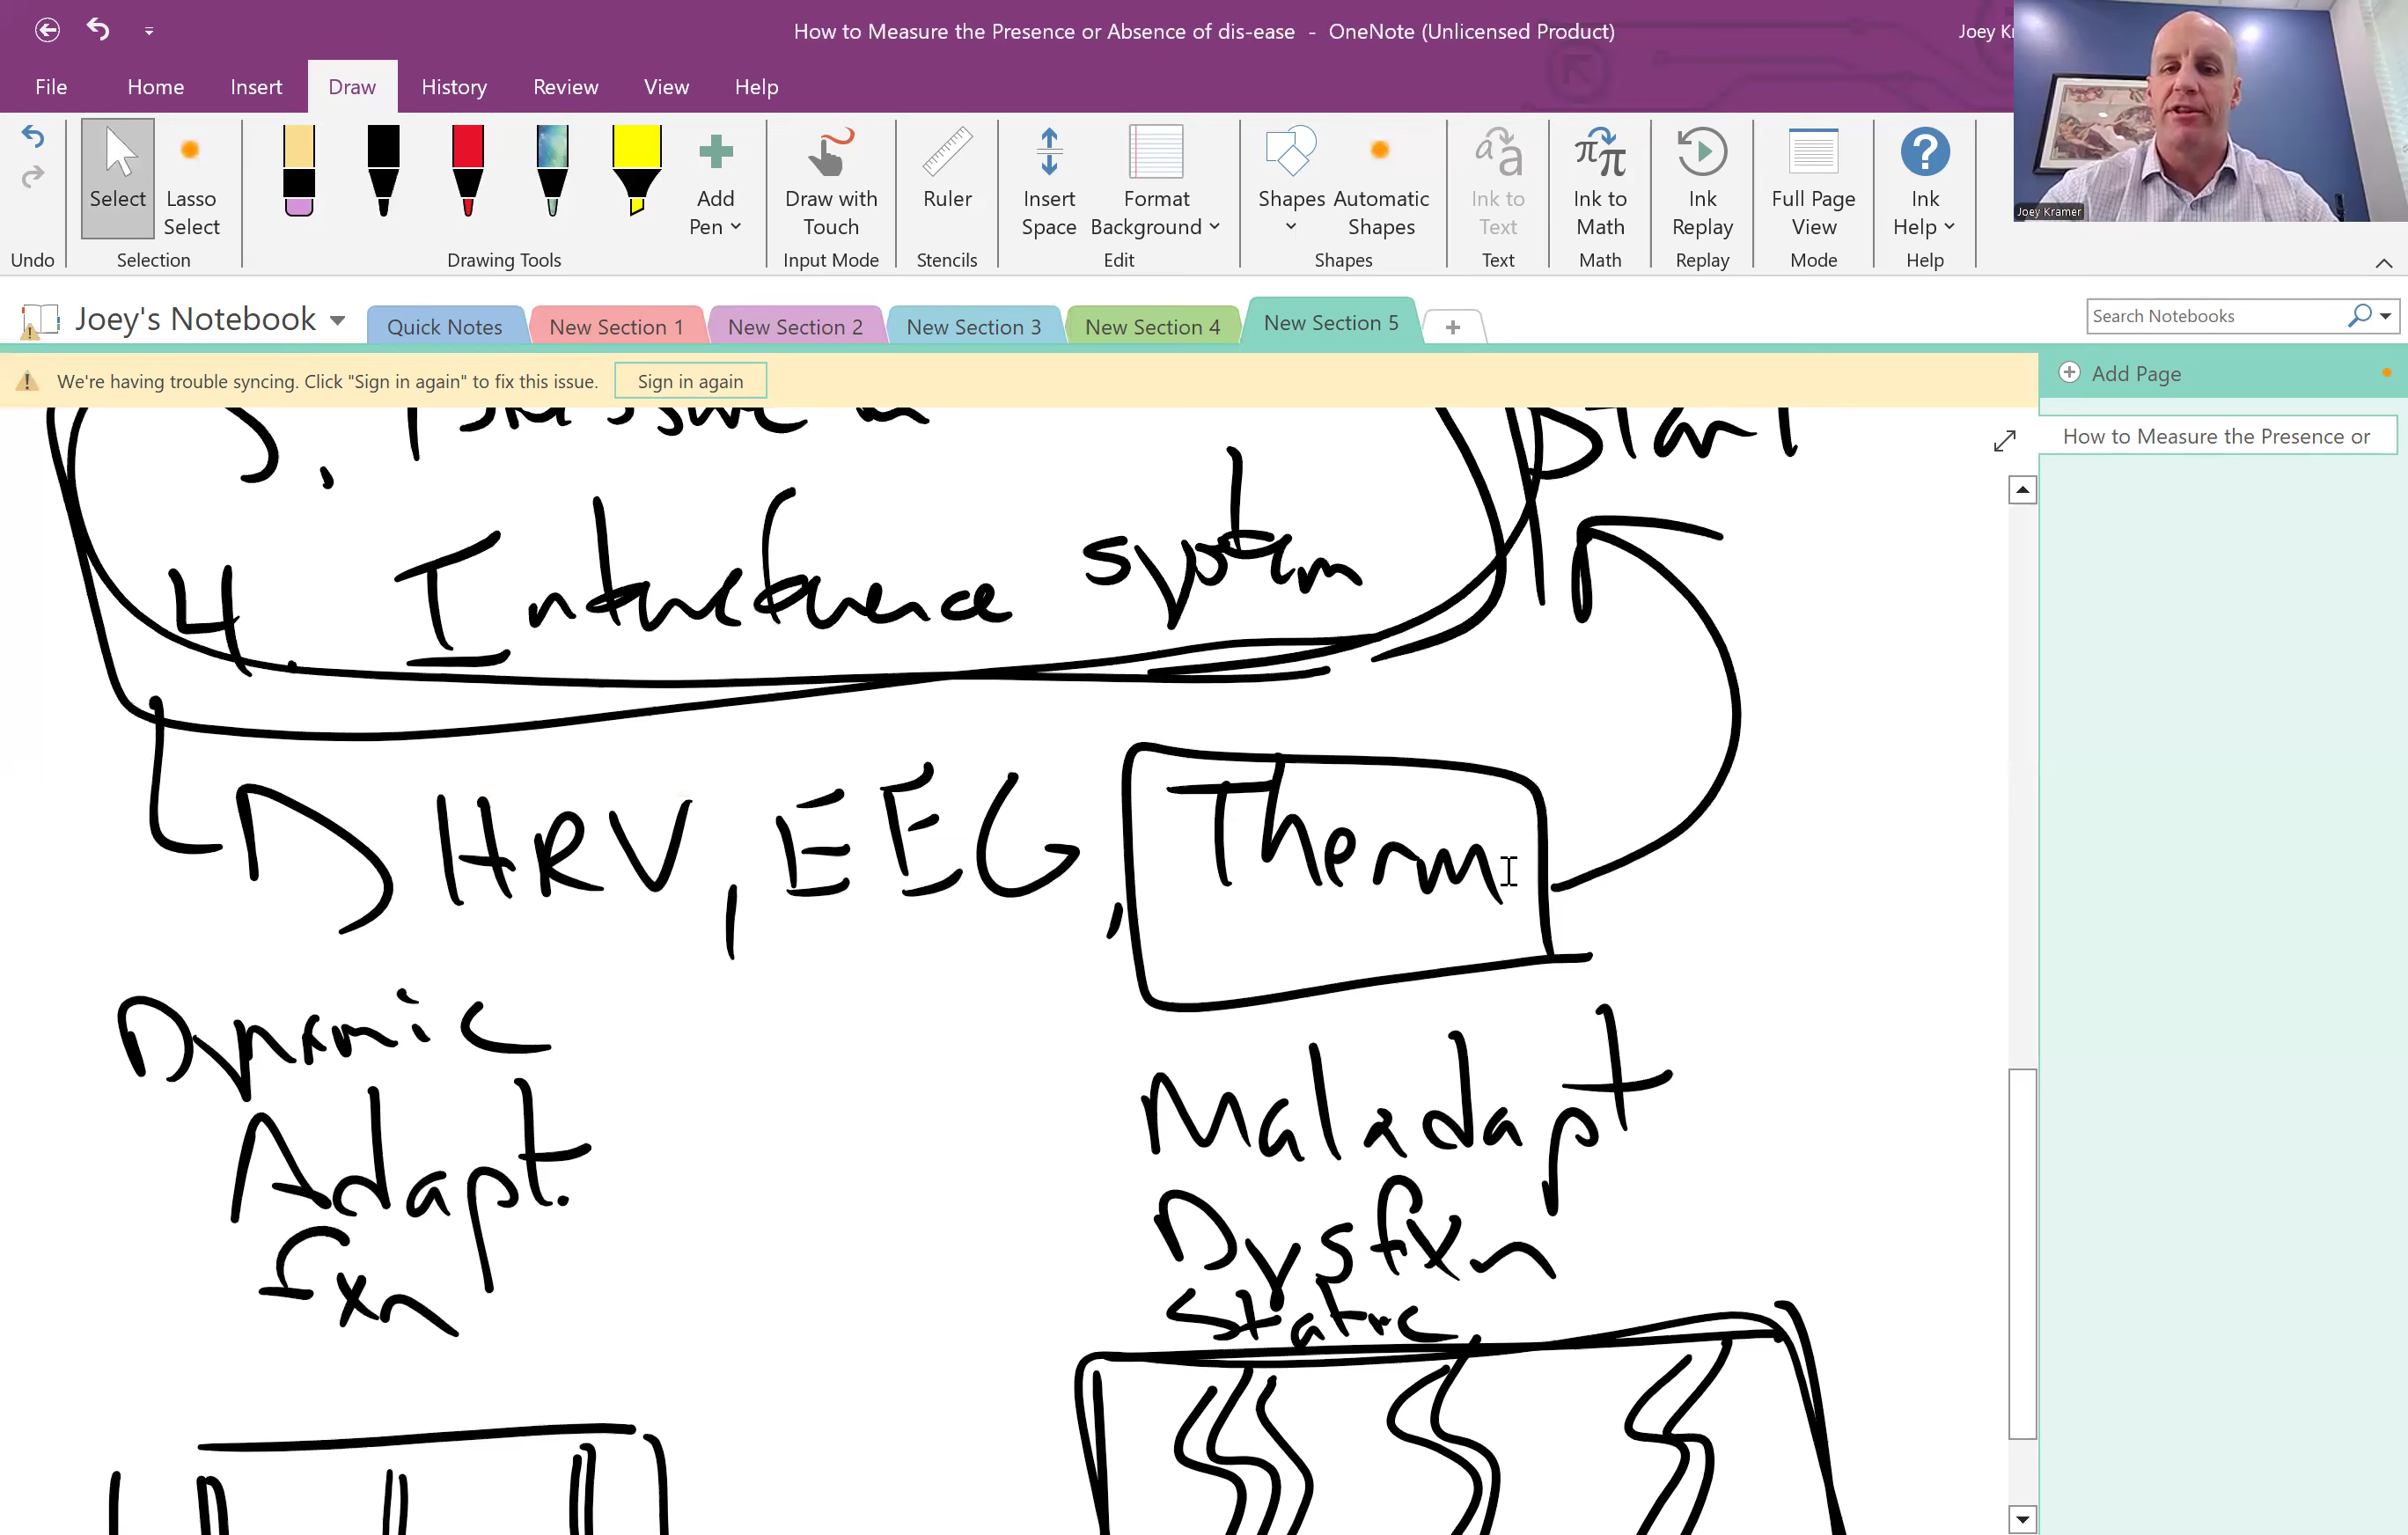 How to Measure the Presence or Absence of dis-ease - OneNote (Unlicensed Product)
Joey Kr
File Home Insert Draw History Review View Help
Select
Lasso Select
Add Pen
Draw with Touch
Ruler
Insert Space
Format Background
Shapes
Automatic Shapes
Ink to Text
Ink to Math
Ink Replay
Full Page View
Ink Help
Joey Kramer
Undo Selection Drawing Tools Input Mode Stencils Edit Shapes Text Math Replay Mode Help
Joey's Notebook
Quick Notes New Section 1 New Section 2 New Section 3 New Section 4 New Section 5
Search Notebooks
We're having trouble syncing. Click "Sign in again" to fix this issue. Sign in again
Add Page
How to Measure the Presence or
4. Interference system
HRV, EEG, Therm
Dynamic
Adapt.
fxn
Maladapt
Dysfxn
Static